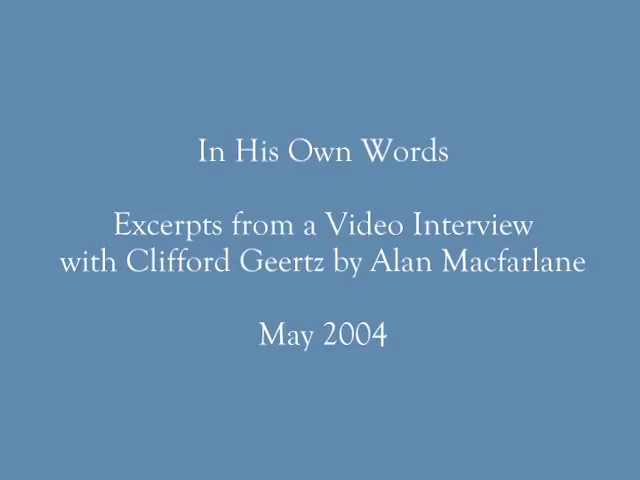 In His Own Words
Excerpts from a Video Interview
with Clifford Geertz by Alan Macfarlane
May 2004